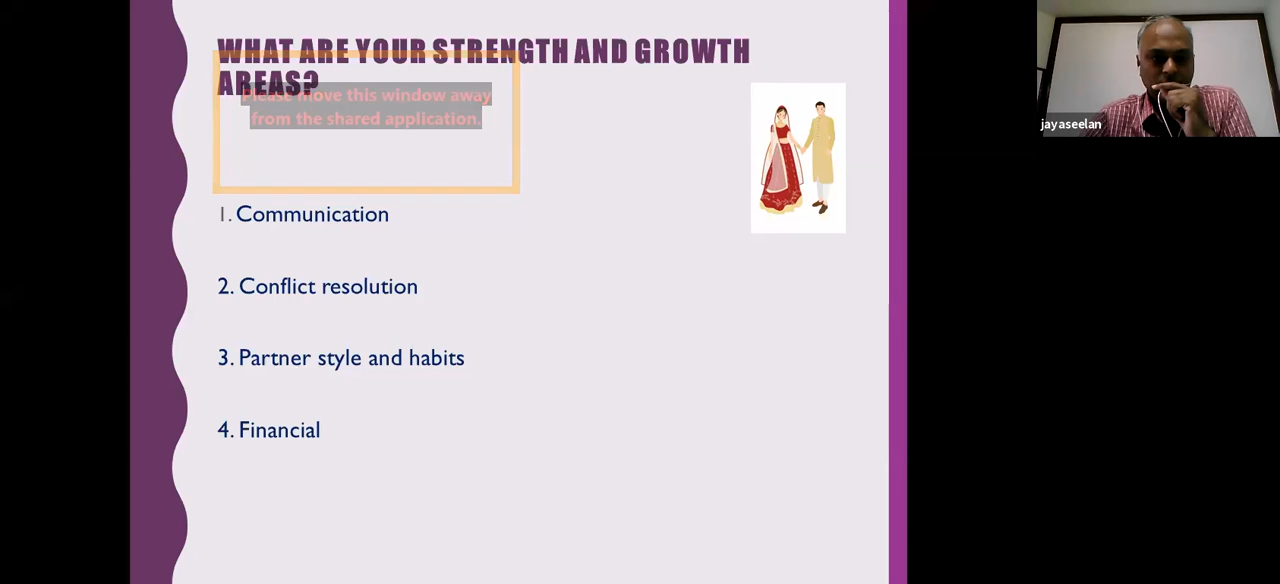 WHAT ARE YOUR STRENGTH AND GROWTH
AREAS?
Please move this window away
from the shared application.
1. Communication
2. Conflict resolution
3. Partner style and habits
4. Financial
jayaseelan